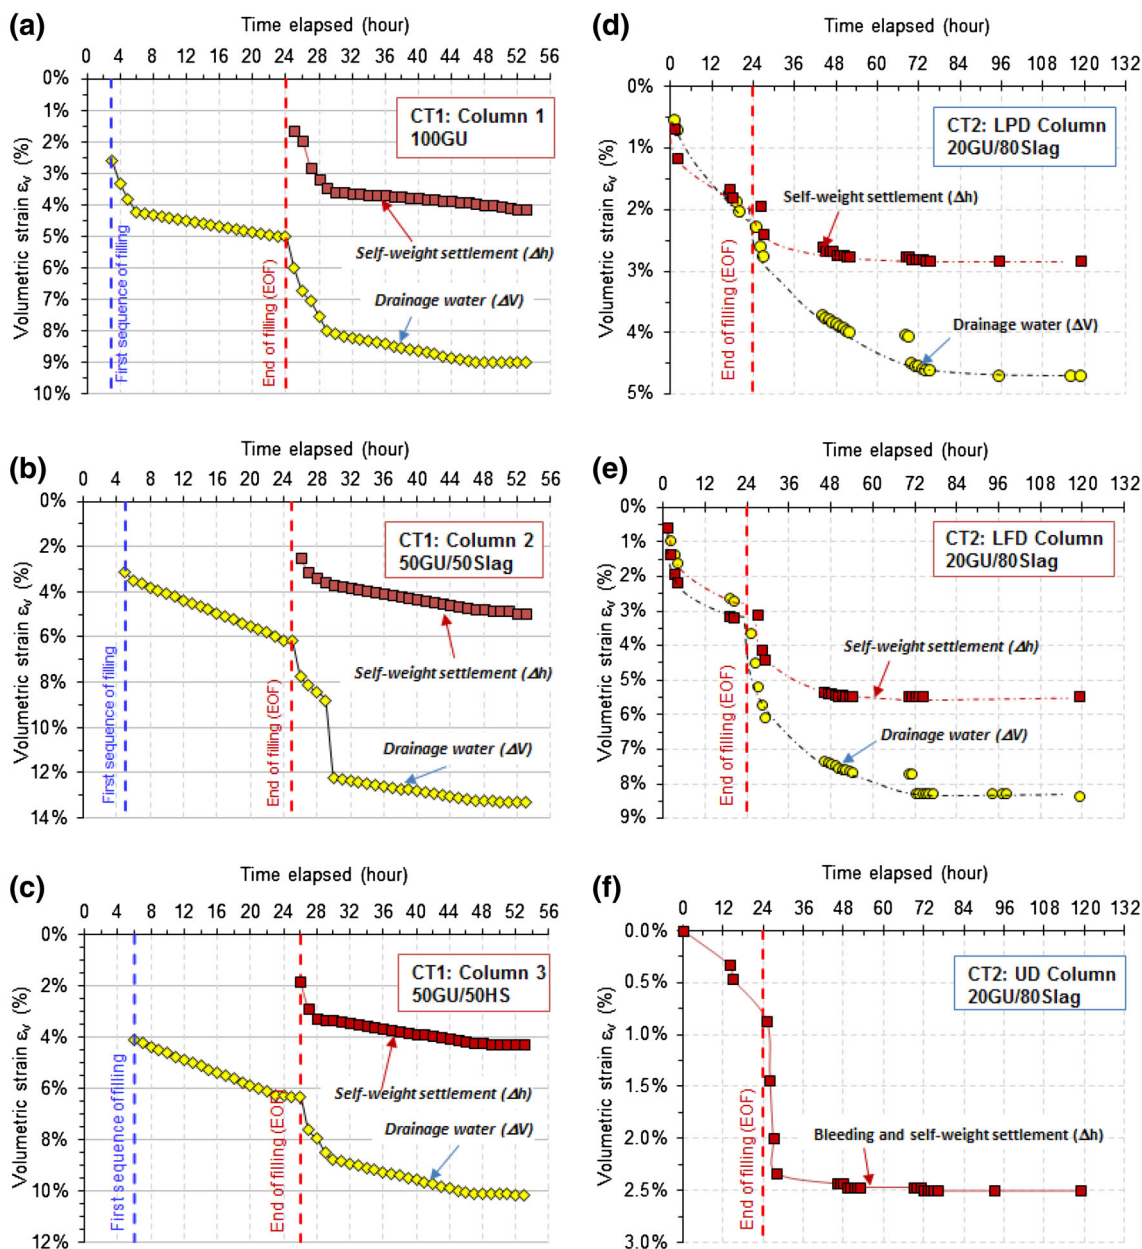 (a)
Time elapsed (hour)
0 4 8 12 16 20 24 28 32 36 40 44 48 52 56
0%
1%
2%
3%
4%
5%
6%
7%
8%
9%
10%
Volumetric strain εv (%)
First sequence of filling
End of filling (EOF)
CT1: Column 1
100GU
Self-weight settlement (Δh)
Drainage water (ΔV)
(b)
Time elapsed (hour)
0 4 8 12 16 20 24 28 32 36 40 44 48 52 56
0%
2%
4%
6%
8%
10%
12%
14%
Volumetric strain εv (%)
First sequence of filling
End of filling (EOF)
CT1: Column 2
50GU/50Slag
Self-weight settlement (Δh)
Drainage water (ΔV)
(c)
Time elapsed (hour)
0 4 8 12 16 20 24 28 32 36 40 44 48 52 56
0%
2%
4%
6%
8%
10%
12%
Volumetric strain εv (%)
First sequence of filling
End of filling (EOF)
CT1: Column 3
50GU/50HS
Self-weight settlement (Δh)
Drainage water (ΔV)
(d)
Time elapsed (hour)
0 12 24 36 48 60 72 84 96 108 120 132
0%
1%
2%
3%
4%
5%
Volumetric strain εv (%)
End of filling (EOF)
CT2: LPD Column
20GU/80Slag
Self-weight settlement (Δh)
Drainage water (ΔV)
(e)
Time elapsed (hour)
0 12 24 36 48 60 72 84 96 108 120 132
0%
1%
2%
3%
4%
5%
6%
7%
8%
9%
Volumetric strain εv (%)
End of filling (EOF)
CT2: LFD Column
20GU/80Slag
Self-weight settlement (Δh)
Drainage water (ΔV)
(f)
Time elapsed (hour)
0 12 24 36 48 60 72 84 96 108 120 132
0.0%
0.5%
1.0%
1.5%
2.0%
2.5%
3.0%
Volumetric strain εv (%)
End of filling (EOF)
CT2: UD Column
20GU/80Slag
Bleeding and self-weight settlement (Δh)